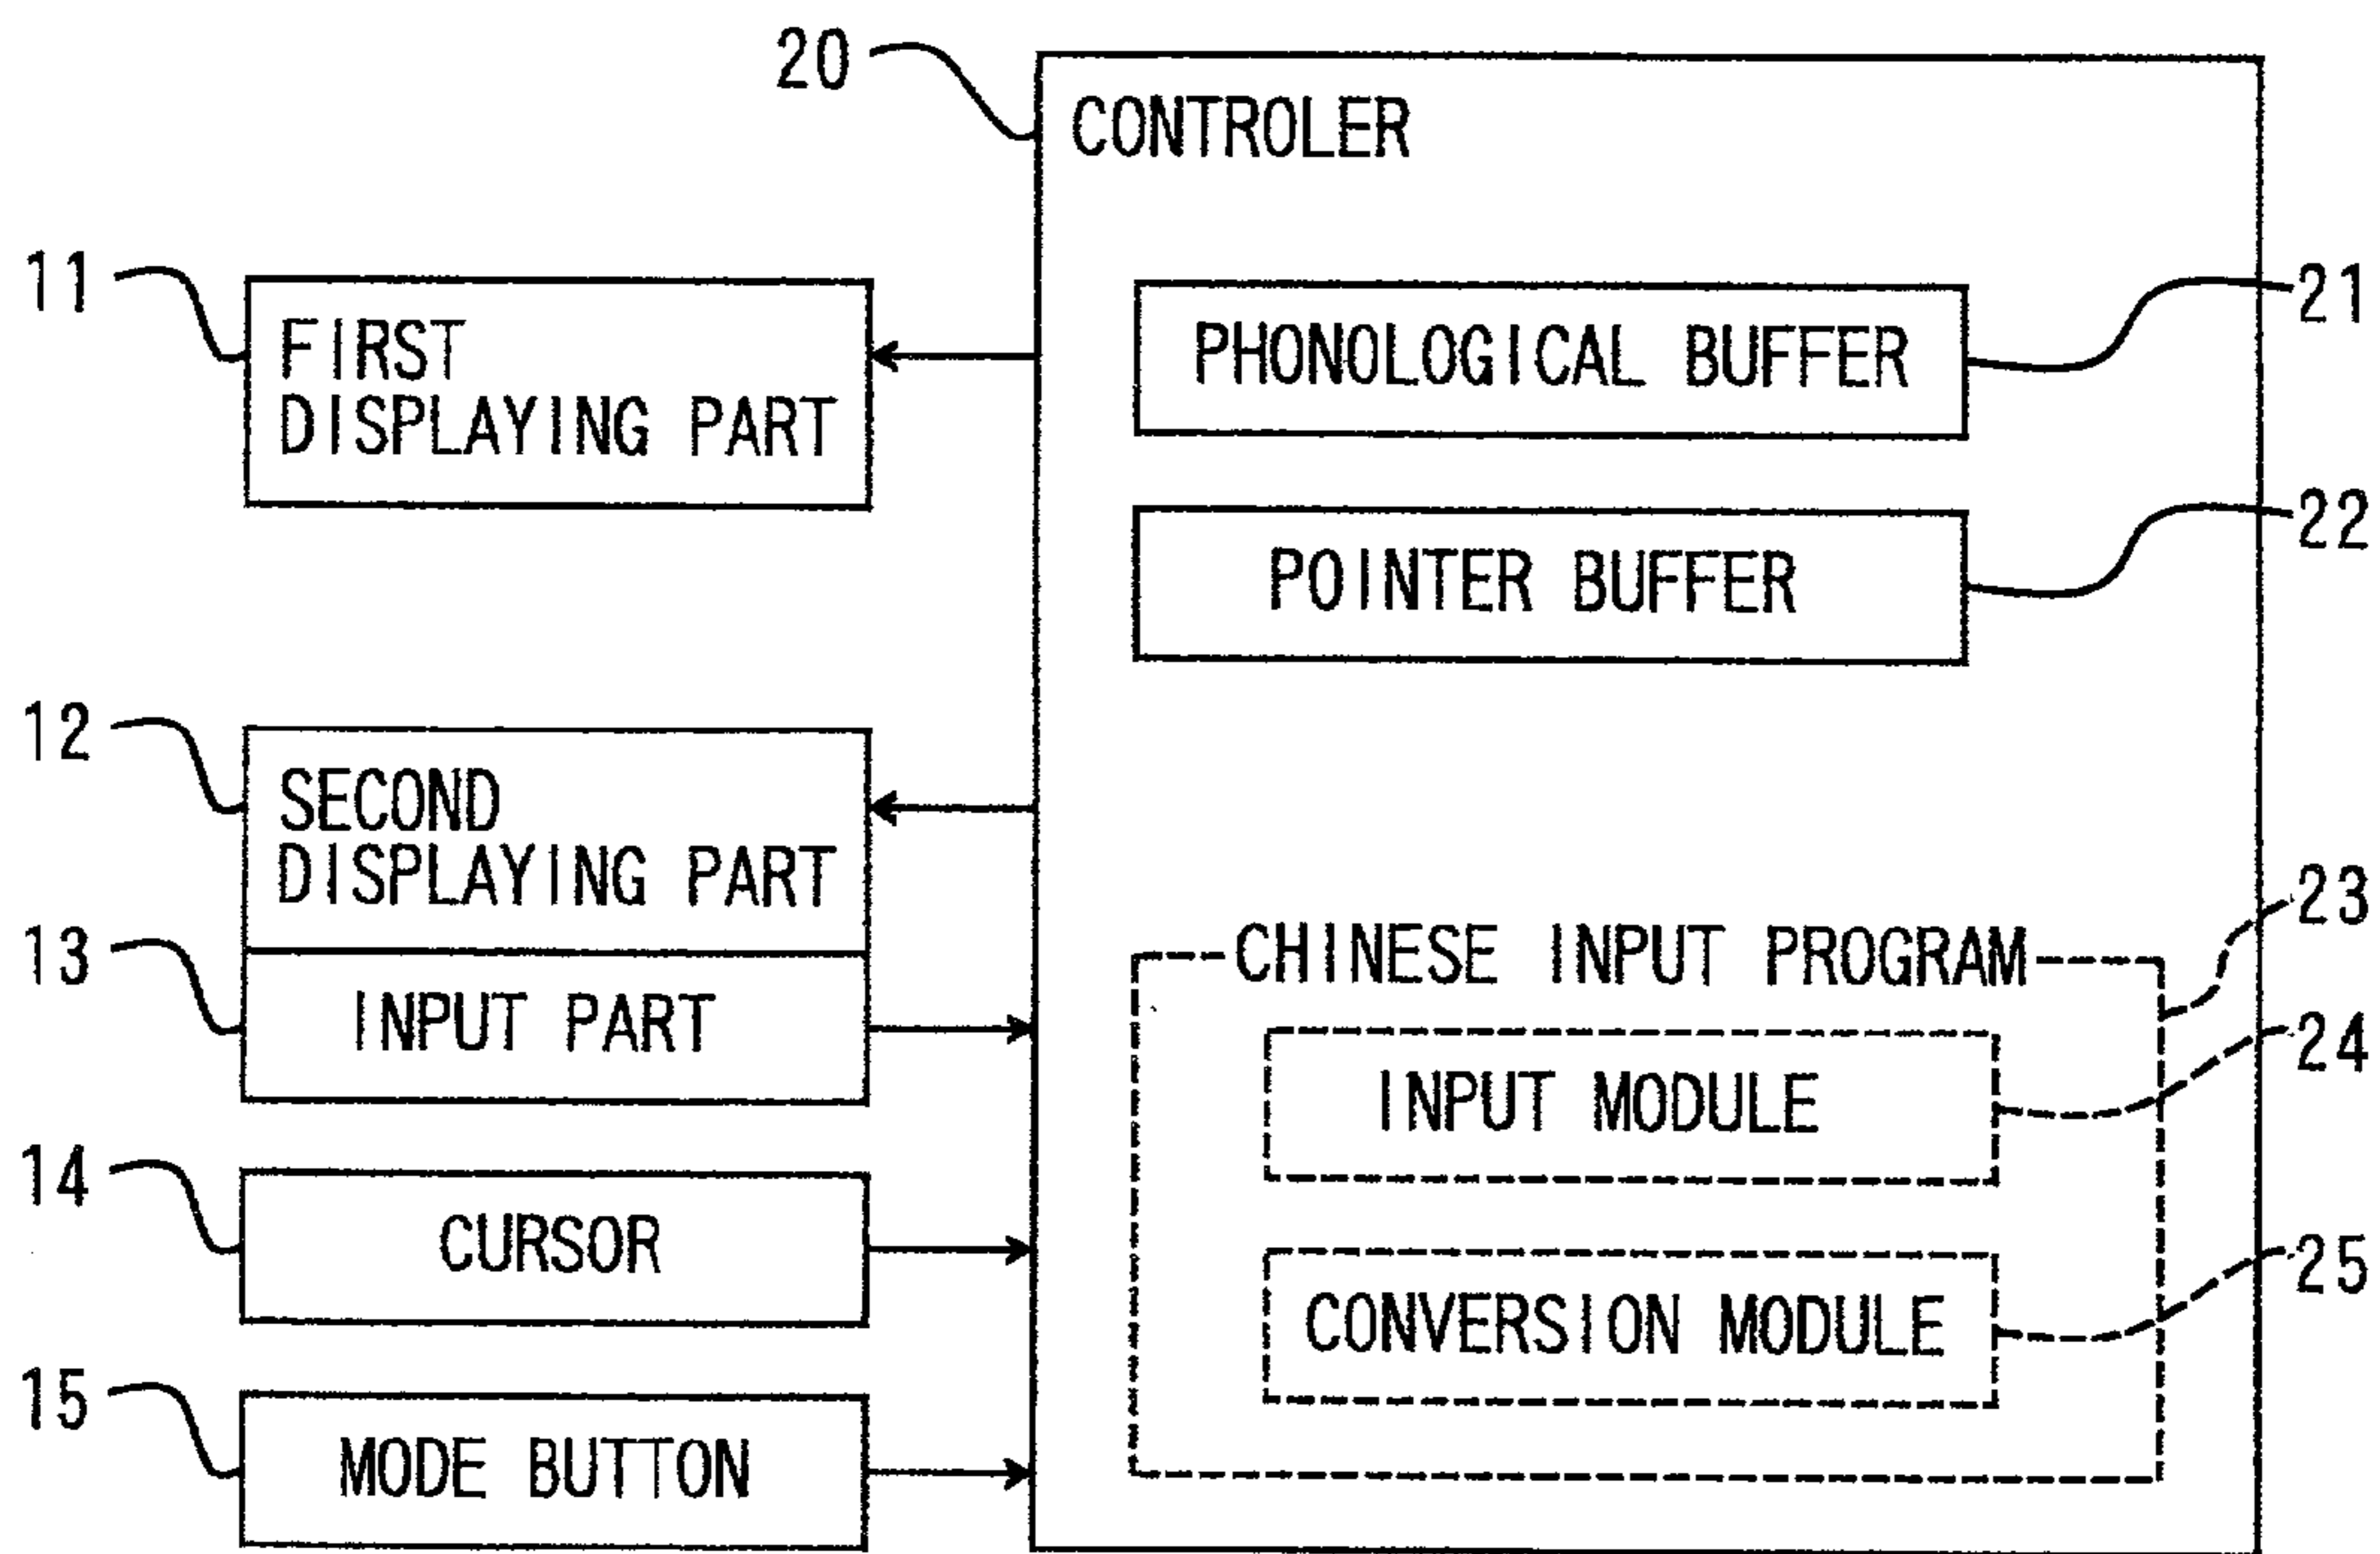 20
CONTROLER
11
FIRST
DISPLAYING PART
PHONOLOGICAL BUFFER
21
POINTER BUFFER
22
12
SECOND
DISPLAYING PART
13
INPUT PART
CHINESE INPUT PROGRAM
23
INPUT MODULE
24
14
CURSOR
CONVERSION MODULE
25
15
MODE BUTTON